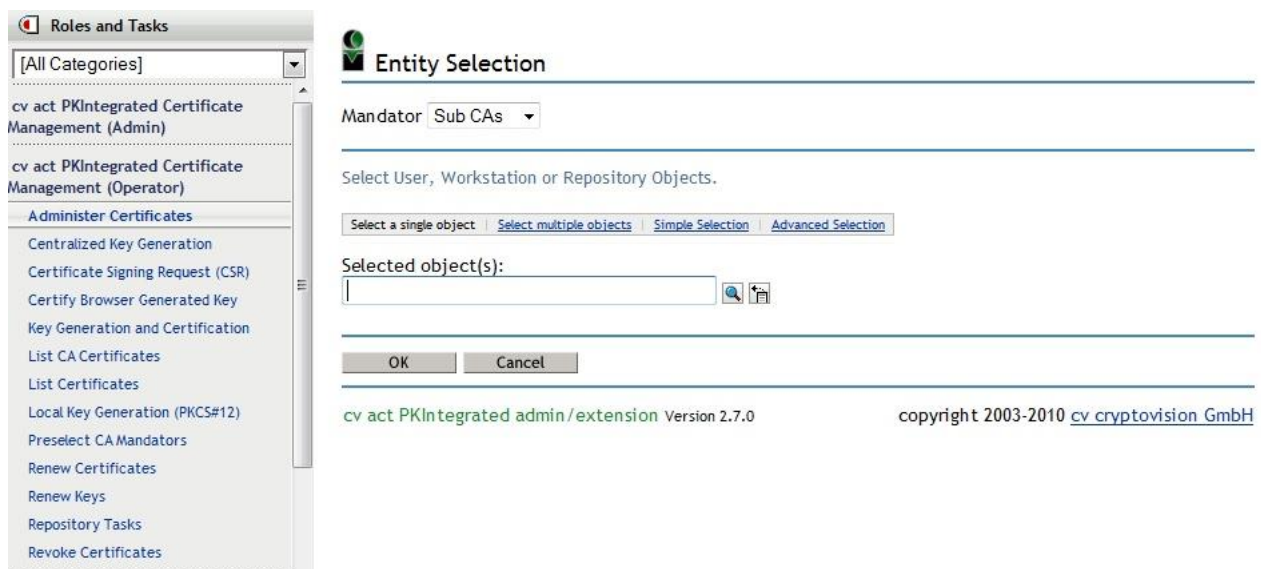 Roles and Tasks
[All Categories]
cv act PKIntegrated Certificate
Management (Admin)
cv act PKIntegrated Certificate
Management (Operator)
Administer Certificates
Centralized Key Generation
Certificate Signing Request (CSR)
Certify Browser Generated Key
Key Generation and Certification
List CA Certificates
List Certificates
Local Key Generation (PKCS#12)
Preselect CA Mandators
Renew Certificates
Renew Keys
Repository Tasks
Revoke Certificates
Entity Selection
Mandator Sub CAs
Select User, Workstation or Repository Objects.
Select a single object | Select multiple objects | Simple Selection | Advanced Selection
Selected object(s):
OK Cancel
cv act PKIntegrated admin/extension Version 2.7.0 copyright 2003-2010 cv cryptovision GmbH